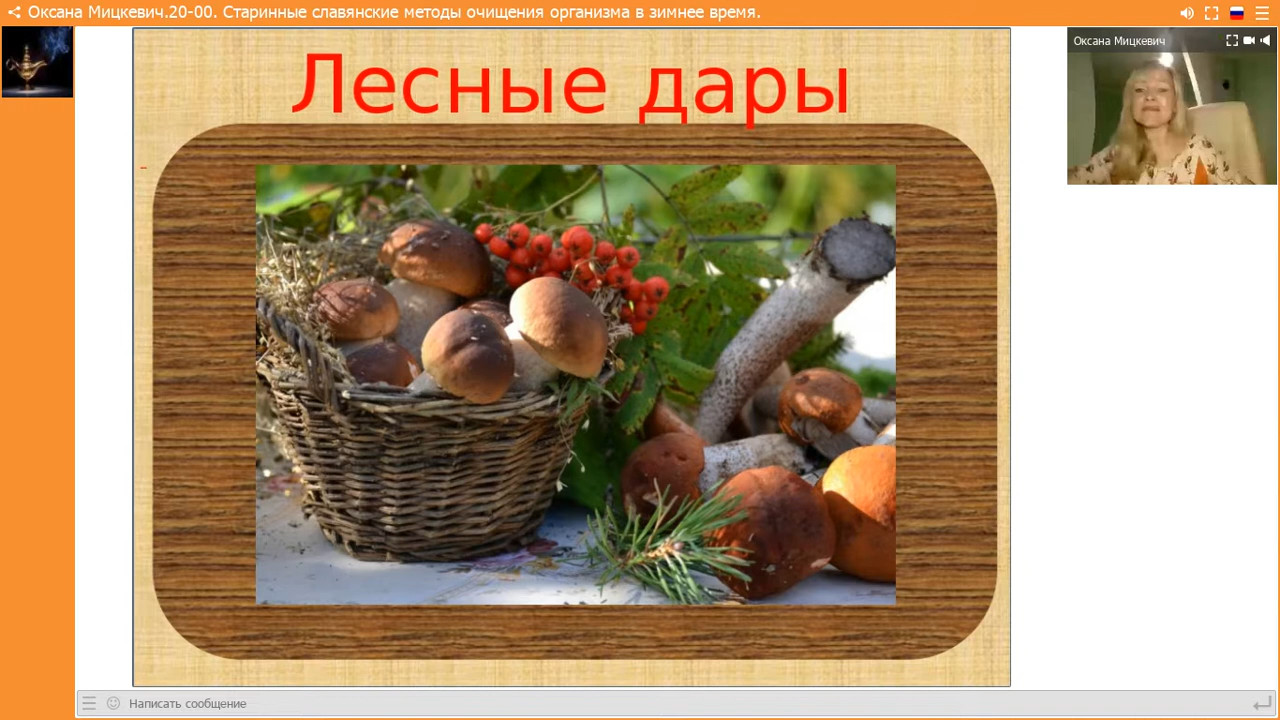 Оксана Мицкевич.20-00. Старинные славянские методы очищения организма в зимнее время.
Оксана Мицкевич
Лесные дары
Написать сообщение